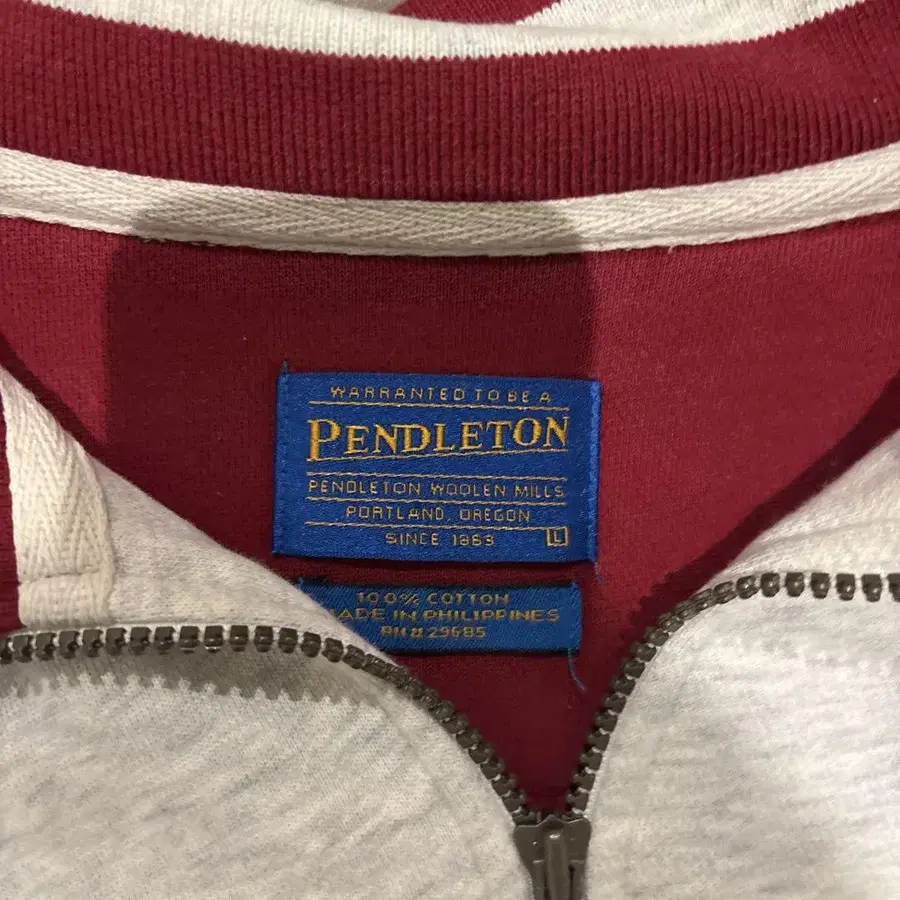 WARRANTED TO BE A
PENDLETON
PENDLETON WOOLEN MILLS
PORTLAND, OREGON
SINCE 1863
L
100% COTTON
MADE IN PHILIPPINES
RN# 29685